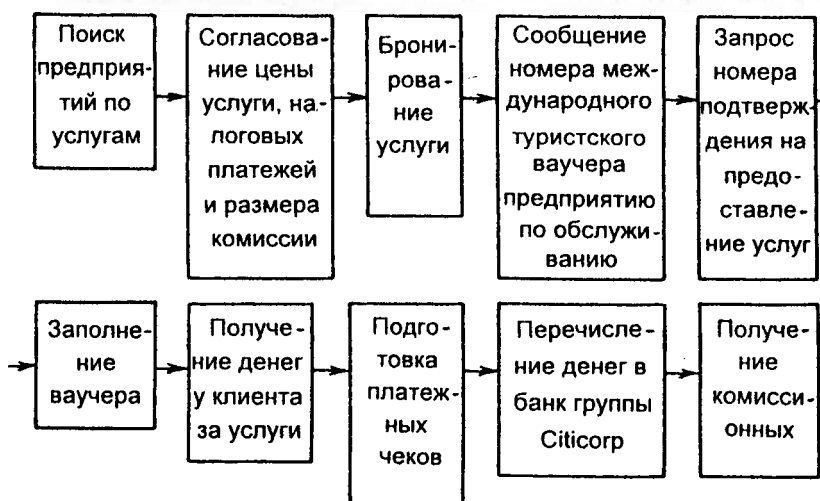 Поиск
предприя-
тий по
услугам
Согласова-
ние цены
услуги, на-
логовых
платежей
и размера
комиссии
Брони-
рова-
ние
услуги
Сообщение
номера меж-
дународного
туристского
ваучера
предприятию
по обслужи-
ванию
Запрос
номера
подтверж-
дения на
предо-
ставле-
ние услуг
Заполне-
ние
ваучера
Получе-
ние денег
у клиента
за услуги
Подго-
товка
платеж-
ных
чеков
Перечисле-
ние денег в
банк группы
Citicorp
Получе-
ние
комисси-
онных